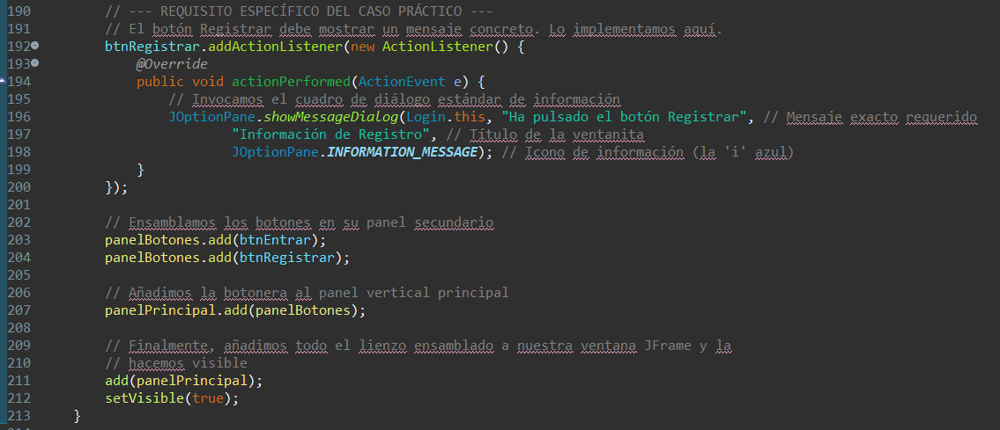 190 // --- REQUISITO ESPECÍFICO DEL CASO PRÁCTICO ---
191 // El botón Registrar debe mostrar un mensaje concreto. Lo implementamos aquí.
192 btnRegistrar.addActionListener(new ActionListener() {
193 @Override
194 public void actionPerformed(ActionEvent e) {
195 // Invocamos el cuadro de diálogo estándar de información
196 JOptionPane.showMessageDialog(Login.this, "Ha pulsado el botón Registrar", // Mensaje exacto requerido
197 "Información de Registro", // Título de la ventanita
198 JOptionPane.INFORMATION_MESSAGE); // Icono de información (la 'i' azul)
199 }
200 });
201
202 // Ensamblamos los botones en su panel secundario
203 panelBotones.add(btnEntrar);
204 panelBotones.add(btnRegistrar);
205
206 // Añadimos la botonera al panel vertical principal
207 panelPrincipal.add(panelBotones);
208
209 // Finalmente, añadimos todo el lienzo ensamblado a nuestra ventana JFrame y la
210 // hacemos visible
211 add(panelPrincipal);
212 setVisible(true);
213 }